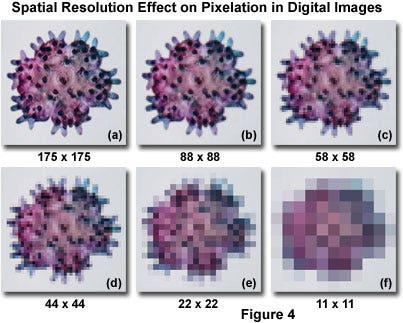 Spatial Resolution Effect on Pixelation in Digital Images
(a)
(b)
(c)
175 x 175
88 x 88
58 x 58
(d)
(e)
(f)
44 x 44
22 x 22
11 x 11
Figure 4